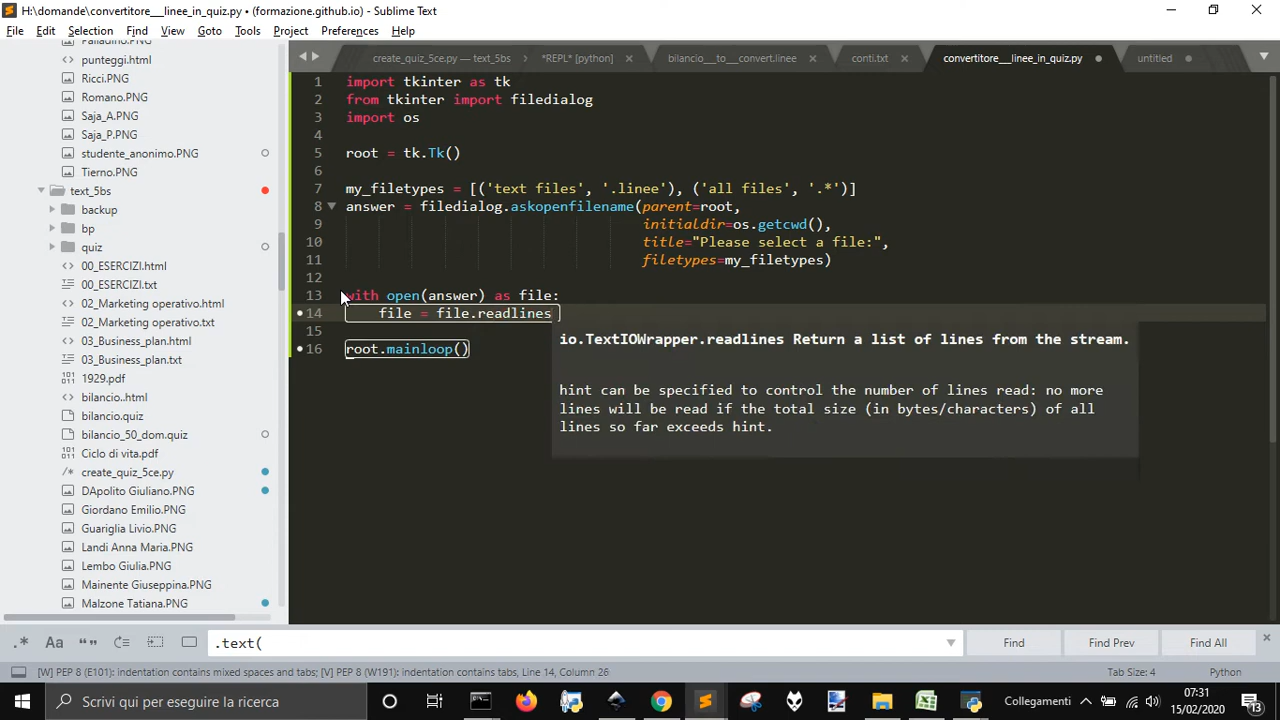 H:\domande\convertitore__linee_in_quiz.py • (formazione.github.io) - Sublime Text
File Edit Selection Find View Goto Tools Project Preferences Help
Palladino.PNG
punteggi.html
Ricci.PNG
Romano.PNG
Saja_A.PNG
Saja_P.PNG
studente_anonimo.PNG
Tierno.PNG
text_5bs
backup
bp
quiz
00_ESERCIZI.html
00_ESERCIZI.txt
02_Marketing operativo.html
02_Marketing operativo.txt
03_Business_plan.html
03_Business_plan.txt
1929.pdf
bilancio..html
bilancio.quiz
bilancio_50_dom.quiz
Ciclo di vita.pdf
create_quiz_5ce.py
DApolito Giuliano.PNG
Giordano Emilio.PNG
Guariglia Livio.PNG
Landi Anna Maria.PNG
Lembo Giulia.PNG
Mainente Giuseppina.PNG
Malzone Tatiana.PNG
create_quiz_5ce.py — text_5bs *REPL* [python] bilancio__to__convert.linee conti.txt convertitore__linee_in_quiz.py untitled
1 import tkinter as tk
2 from tkinter import filedialog
3 import os
4
5 root = tk.Tk()
6
7 my_filetypes = [('text files', '.linee'), ('all files', '.*')]
8 answer = filedialog.askopenfilename(parent=root,
9 initialdir=os.getcwd(),
10 title="Please select a file:",
11 filetypes=my_filetypes)
12
13 with open(answer) as file:
14 file = file.readlines
15
16 root.mainloop()
io.TextIOWrapper.readlines Return a list of lines from the stream.
hint can be specified to control the number of lines read: no more
lines will be read if the total size (in bytes/characters) of all
lines so far exceeds hint.
.* Aa “” .text( Find Find Prev Find All
[W] PEP 8 (E101): indentation contains mixed spaces and tabs; [V] PEP 8 (W191): indentation contains tabs, Line 14, Column 26 Tab Size: 4 Python
Scrivi qui per eseguire la ricerca
Collegamenti
07:31
15/02/2020
13